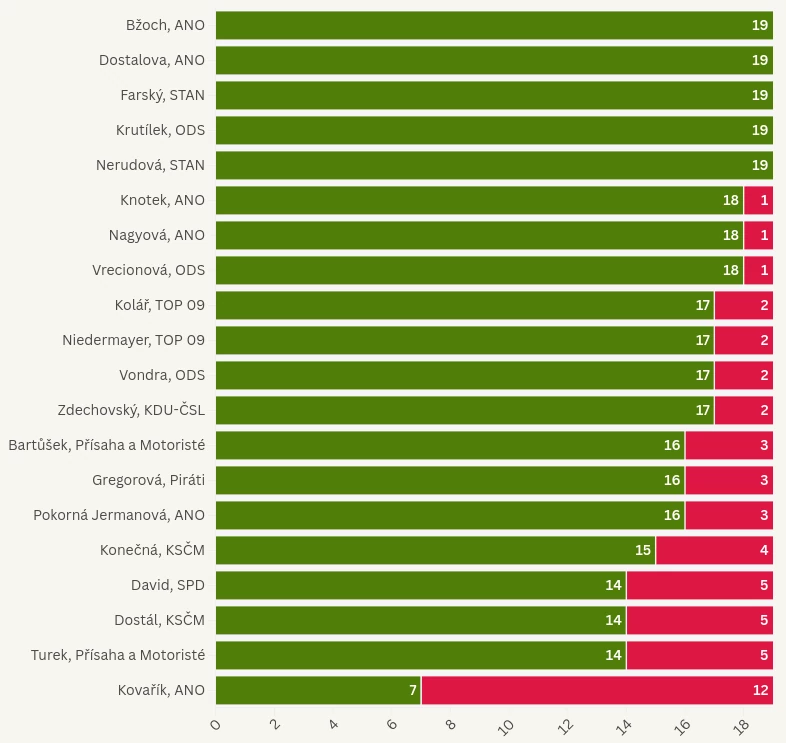 Bžoch, ANO 19
Dostalova, ANO 19
Farský, STAN 19
Krutílek, ODS 19
Nerudová, STAN 19
Knotek, ANO 18 1
Nagyová, ANO 18 1
Vrecionová, ODS 18 1
Kolář, TOP 09 17 2
Niedermayer, TOP 09 17 2
Vondra, ODS 17 2
Zdechovský, KDU-ČSL 17 2
Bartůšek, Přísaha a Motoristé 16 3
Gregorová, Piráti 16 3
Pokorná Jermanová, ANO 16 3
Konečná, KSČM 15 4
David, SPD 14 5
Dostál, KSČM 14 5
Turek, Přísaha a Motoristé 14 5
Kovařík, ANO 7 12
0 2 4 6 8 10 12 14 16 18